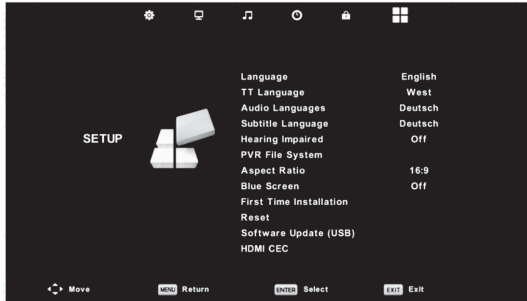 Language English
TT Language West
Audio Languages Deutsch
Subtitle Language Deutsch
SETUP
Hearing Impaired Off
PVR File System
Aspect Ratio 16:9
Blue Screen Off
First Time Installation
Reset
Software Update (USB)
HDMI CEC
Move MENU Return ENTER Select EXIT Exit